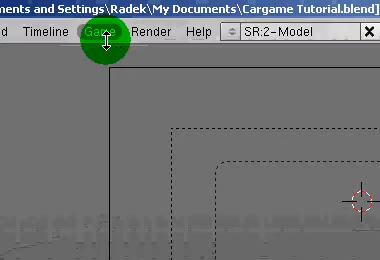 ments and Settings\Radek\My Documents\Cargame Tutorial.blend]
d Timeline Game Render Help SR:2-Model